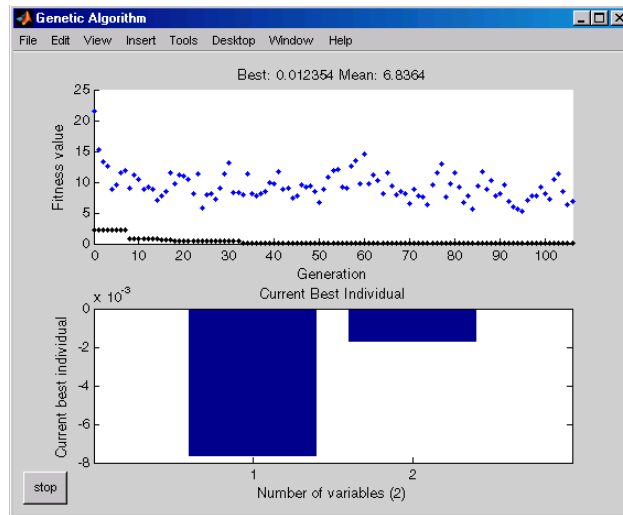 Genetic Algorithm
File Edit View Insert Tools Desktop Window Help
Best: 0.012354 Mean: 6.8364
25
20
15
10
5
0
Fitness value
0 10 20 30 40 50 60 70 80 90 100
Generation
x 10^-3
Current Best Individual
0
-2
-4
-6
-8
Current best individual
1 2
Number of variables (2)
stop